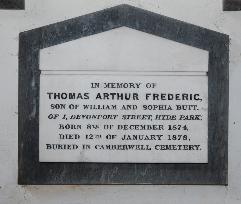 IN MEMORY OF
THOMAS ARTHUR FREDERIC,
SON OF WILLIAM AND SOPHIA BUTT.
OF 1, DEVONPORT STREET, HYDE PARK;
BORN 8TH OF DECEMBER 1874,
DIED 12TH OF JANUARY 1878,
BURIED IN CAMBERWELL CEMETERY.